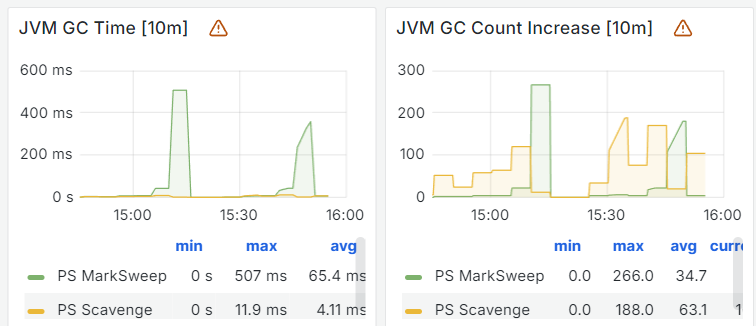 JVM GC Time [10m]
600 ms
400 ms
200 ms
0 s
15:00 15:30 16:00
min max avg
PS MarkSweep 0 s 507 ms 65.4 ms
PS Scavenge 0 s 11.9 ms 4.11 ms
JVM GC Count Increase [10m]
300
200
100
0
15:00 15:30 16:00
min max avg
PS MarkSweep 0.0 266.0 34.7
PS Scavenge 0.0 188.0 63.1